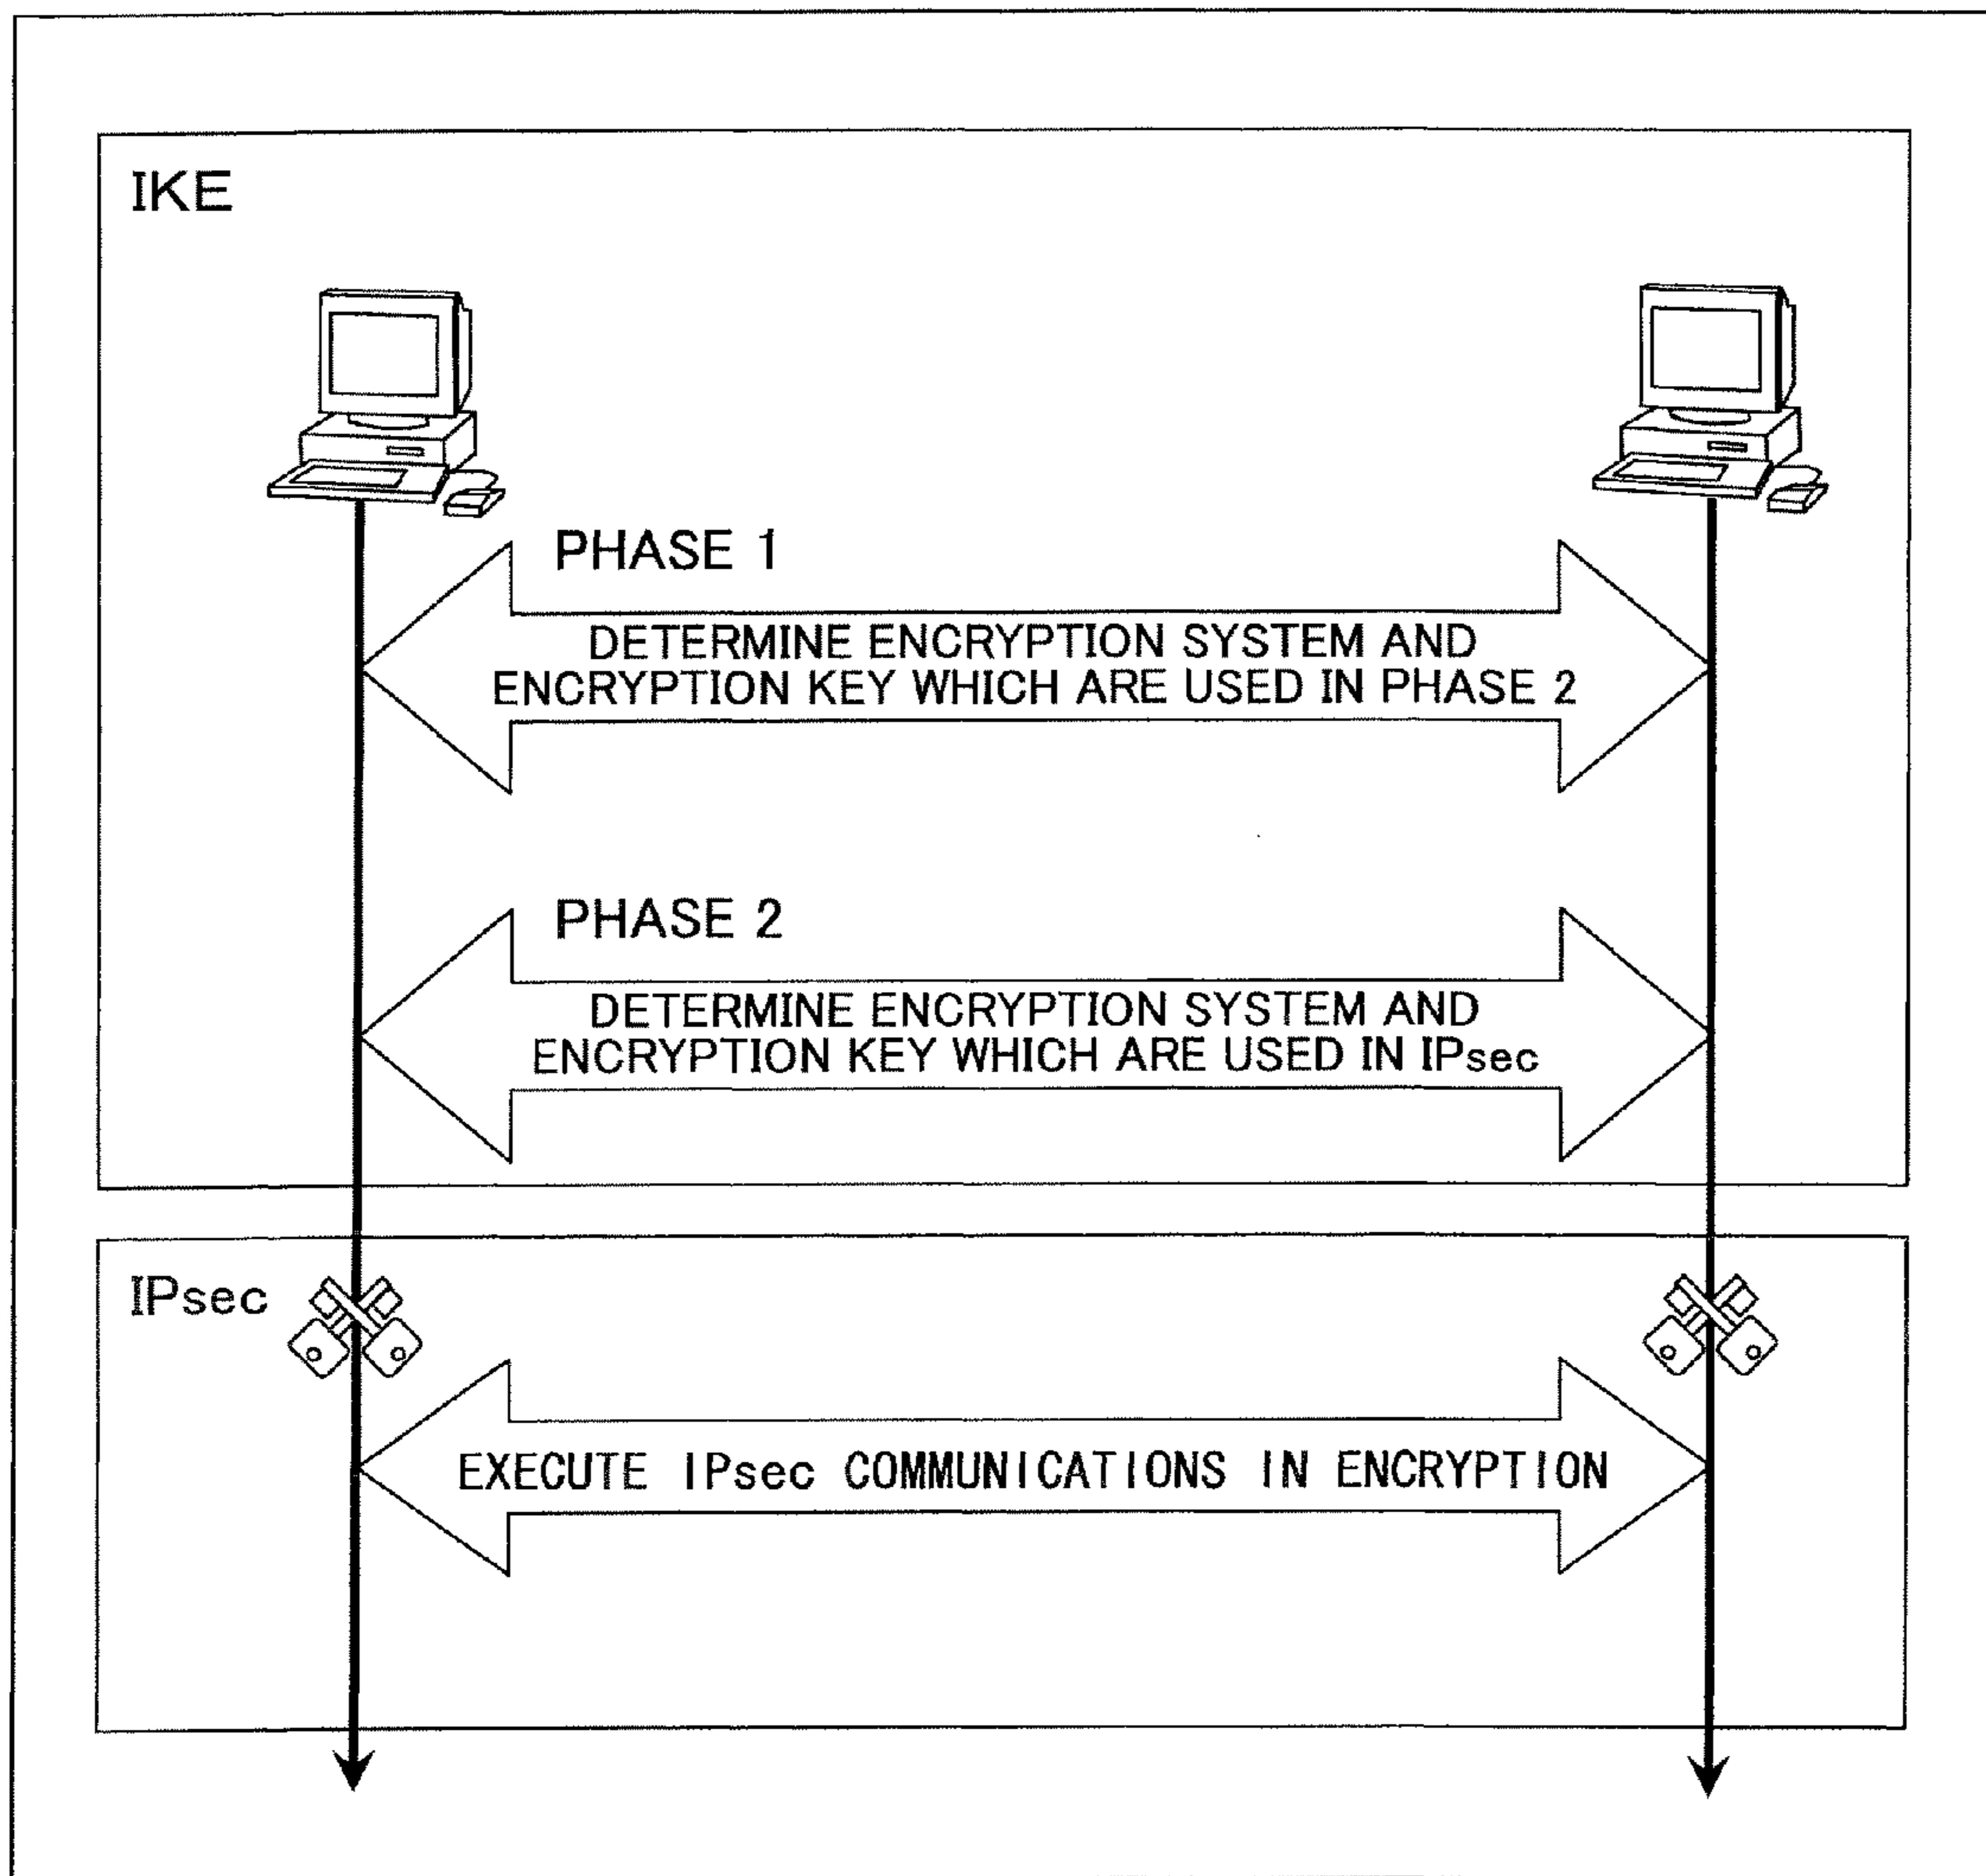 IKE
PHASE 1
DETERMINE ENCRYPTION SYSTEM AND
ENCRYPTION KEY WHICH ARE USED IN PHASE 2
PHASE 2
DETERMINE ENCRYPTION SYSTEM AND
ENCRYPTION KEY WHICH ARE USED IN IPsec
IPsec
EXECUTE IPsec COMMUNICATIONS IN ENCRYPTION